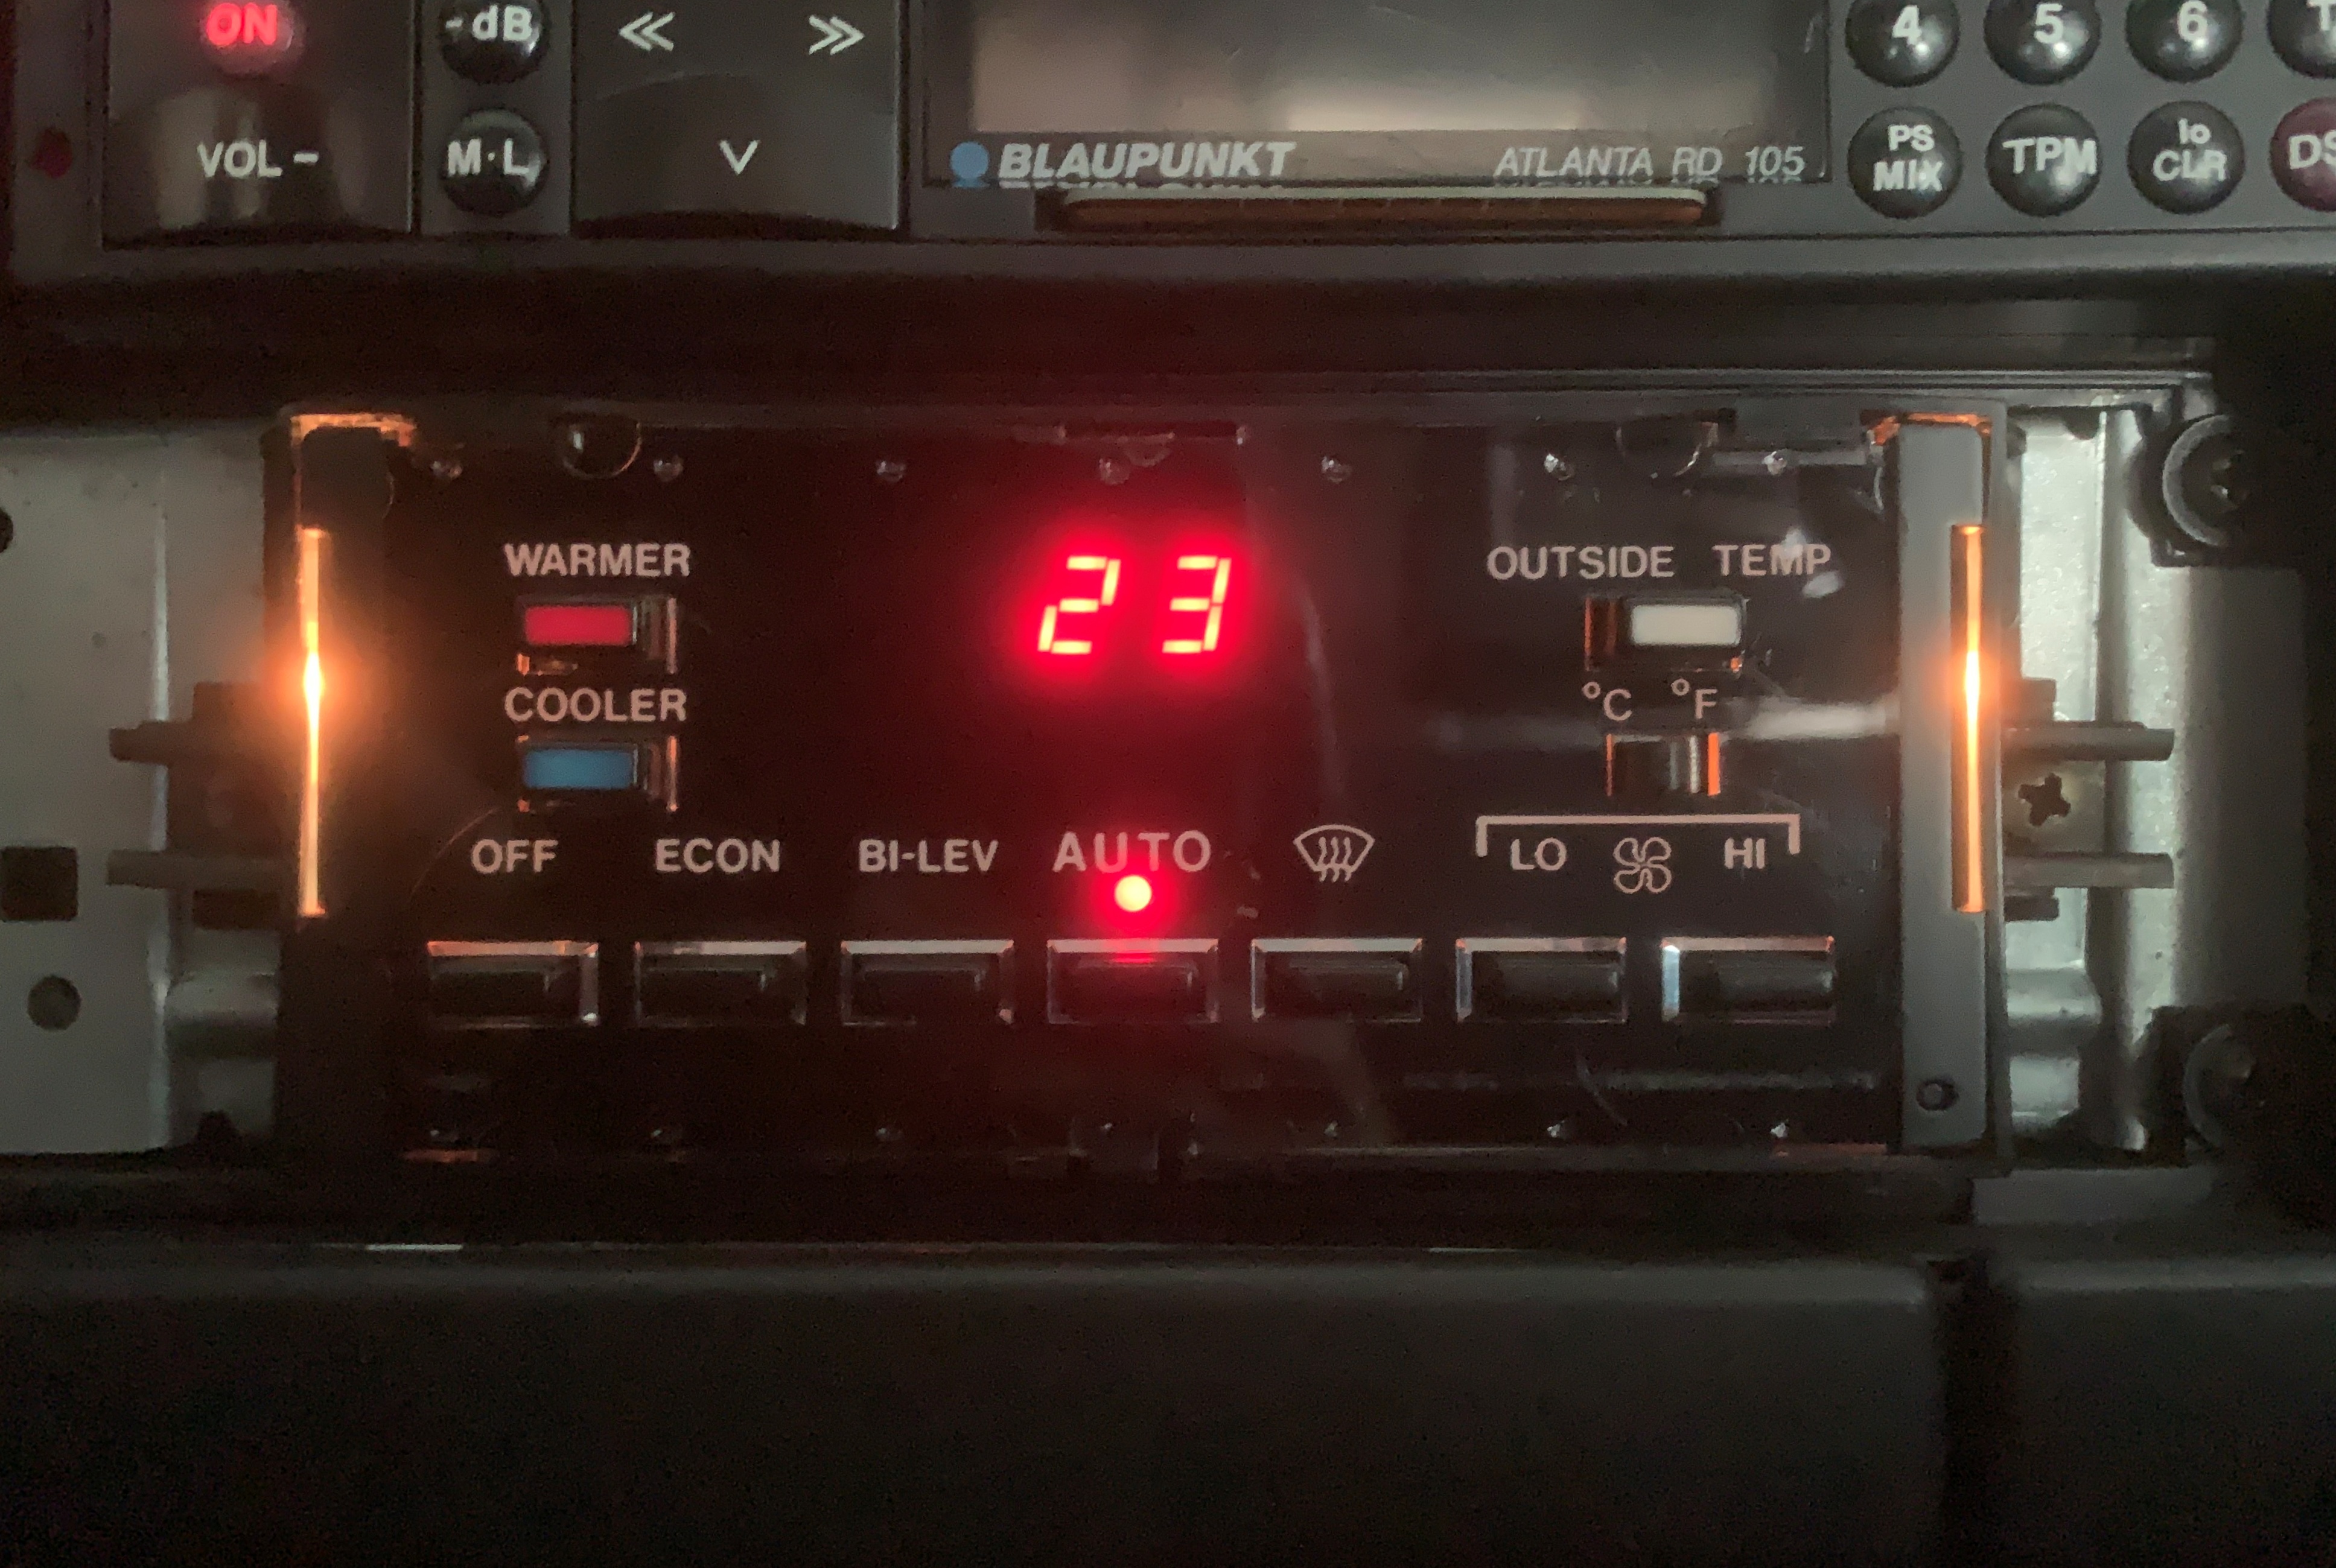 ON -dB 4 5 6
VOL - M·L BLAUPUNKT ATLANTA RD 105 PS MIX TPM lo CLR
WARMER 23 OUTSIDE TEMP
COOLER °C °F
OFF ECON BI-LEV AUTO LO HI